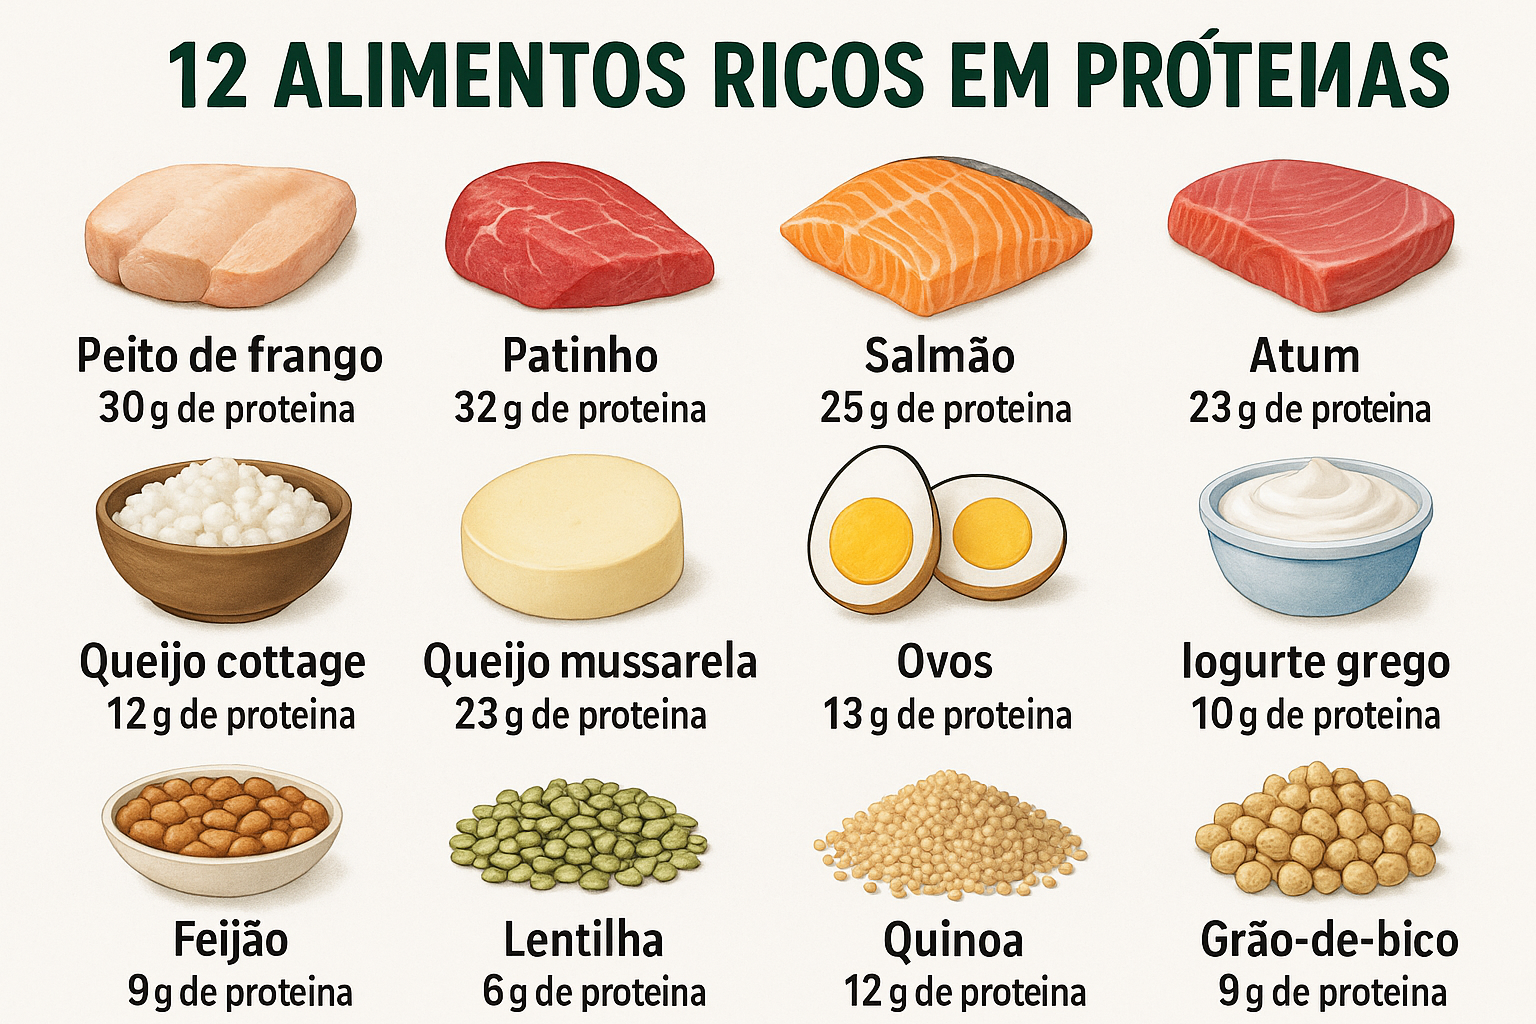 12 ALIMENTOS RICOS EM PRÓTEINAS
Peito de frango
30 g de proteina
Patinho
32 g de proteina
Salmão
25 g de proteina
Atum
23 g de proteina
Queijo cottage
12 g de proteina
Queijo mussarela
23 g de proteina
Ovos
13 g de proteina
Iogurte grego
10 g de proteina
Feijão
9 g de proteina
Lentilha
6 g de proteina
Quinoa
12 g de proteina
Grão-de-bico
9 g de proteina